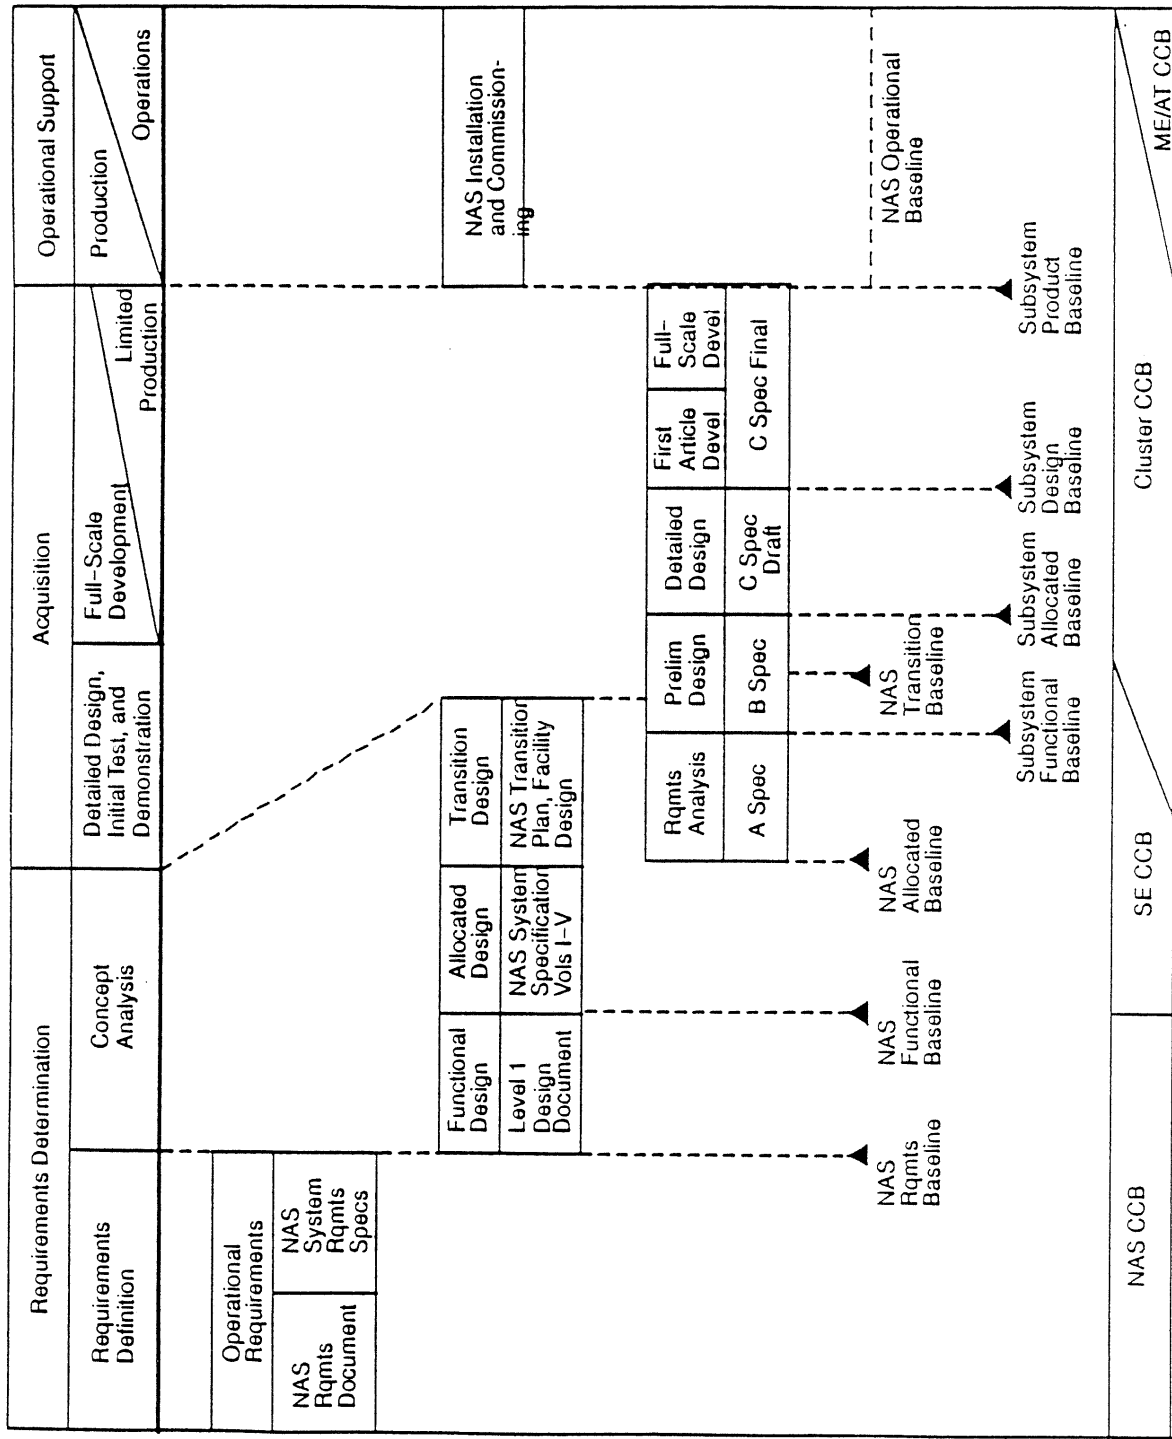 Requirements Determination
Acquisition
Operational Support
Requirements
Definition
Concept
Analysis
Detailed Design,
Initial Test, and
Demonstration
Full-Scale
Development
Limited
Production
Production
Operations
Operational
Requirements
NAS
Rqmts
Document
NAS
System
Rqmts
Specs
Functional
Design
Allocated
Design
Transition
Design
Level 1
Design
Document
NAS System
Specification
Vols I-V
NAS Transition
Plan, Facility
Design
NAS Installation
and Commission-
ing
Rqmts
Analysis
Prelim
Design
Detailed
Design
First
Article
Devel
Full-
Scale
Devel
A Spec
B Spec
C Spec
Draft
C Spec Final
NAS
Rqmts
Baseline
NAS
Functional
Baseline
NAS
Allocated
Baseline
NAS
Transition
Baseline
NAS Operational
Baseline
Subsystem
Functional
Baseline
Subsystem
Allocated
Baseline
Subsystem
Design
Baseline
Subsystem
Product
Baseline
NAS CCB
SE CCB
Cluster CCB
ME/AT CCB